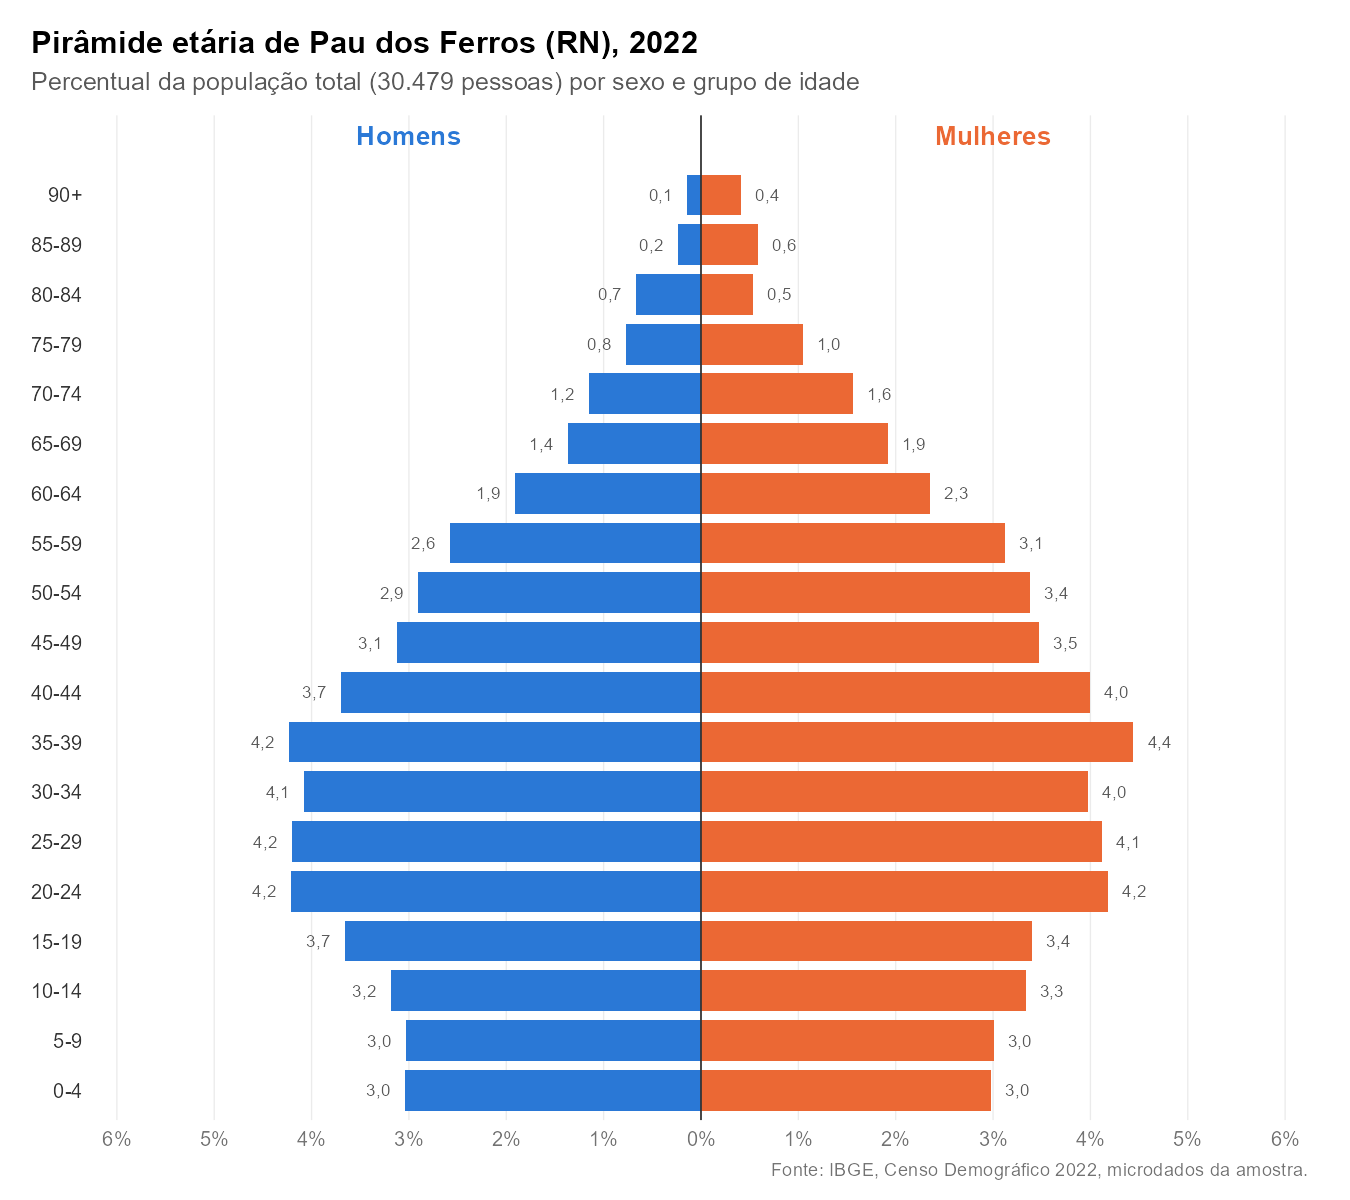 Pirâmide etária de Pau dos Ferros (RN), 2022
Percentual da população total (30.479 pessoas) por sexo e grupo de idade
Homens Mulheres
90+ 0,1 0,4
85-89 0,2 0,6
80-84 0,7 0,5
75-79 0,8 1,0
70-74 1,2 1,6
65-69 1,4 1,9
60-64 1,9 2,3
55-59 2,6 3,1
50-54 2,9 3,4
45-49 3,1 3,5
40-44 3,7 4,0
35-39 4,2 4,4
30-34 4,1 4,0
25-29 4,2 4,1
20-24 4,2 4,2
15-19 3,7 3,4
10-14 3,2 3,3
5-9 3,0 3,0
0-4 3,0 3,0
6% 5% 4% 3% 2% 1% 0% 1% 2% 3% 4% 5% 6%
Fonte: IBGE, Censo Demográfico 2022, microdados da amostra.